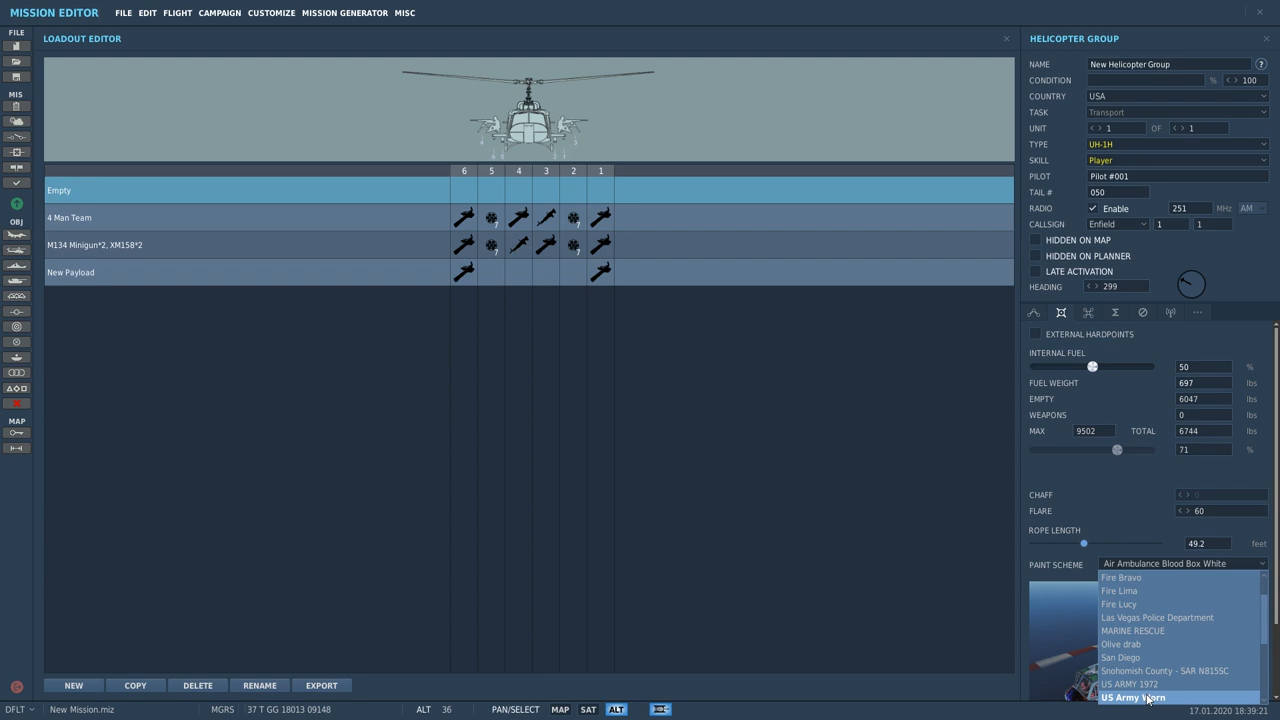 MISSION EDITOR FILE EDIT FLIGHT CAMPAIGN CUSTOMIZE MISSION GENERATOR MISC
FILE
MIS
OBJ
MAP
LOADOUT EDITOR
6 5 4 3 2 1
Empty
4 Man Team 7 7
M134 Minigun*2, XM158*2 7 7
New Payload
NEW COPY DELETE RENAME EXPORT
HELICOPTER GROUP
NAME New Helicopter Group ?
CONDITION % < > 100
COUNTRY USA
TASK Transport
UNIT < > 1 OF < > 1
TYPE UH-1H
SKILL Player
PILOT Pilot #001
TAIL # 050
RADIO Enable 251 MHz AM
CALLSIGN Enfield 1 1
HIDDEN ON MAP
HIDDEN ON PLANNER
LATE ACTIVATION
HEADING < > 299
EXTERNAL HARDPOINTS
INTERNAL FUEL
50 %
FUEL WEIGHT 697 lbs
EMPTY 6047 lbs
WEAPONS 0 lbs
MAX 9502 TOTAL 6744 lbs
71 %
CHAFF < > 0
FLARE < > 60
ROPE LENGTH
49.2 feet
PAINT SCHEME Air Ambulance Blood Box White
Fire Bravo
Fire Lima
Fire Lucy
Las Vegas Police Department
MARINE RESCUE
Olive drab
San Diego
Snohomish County - SAR N815SC
US ARMY 1972
US Army Worn
DFLT New Mission.miz MGRS 37 T GG 18013 09148 ALT 36 PAN/SELECT MAP SAT ALT 17.01.2020 18:39:21